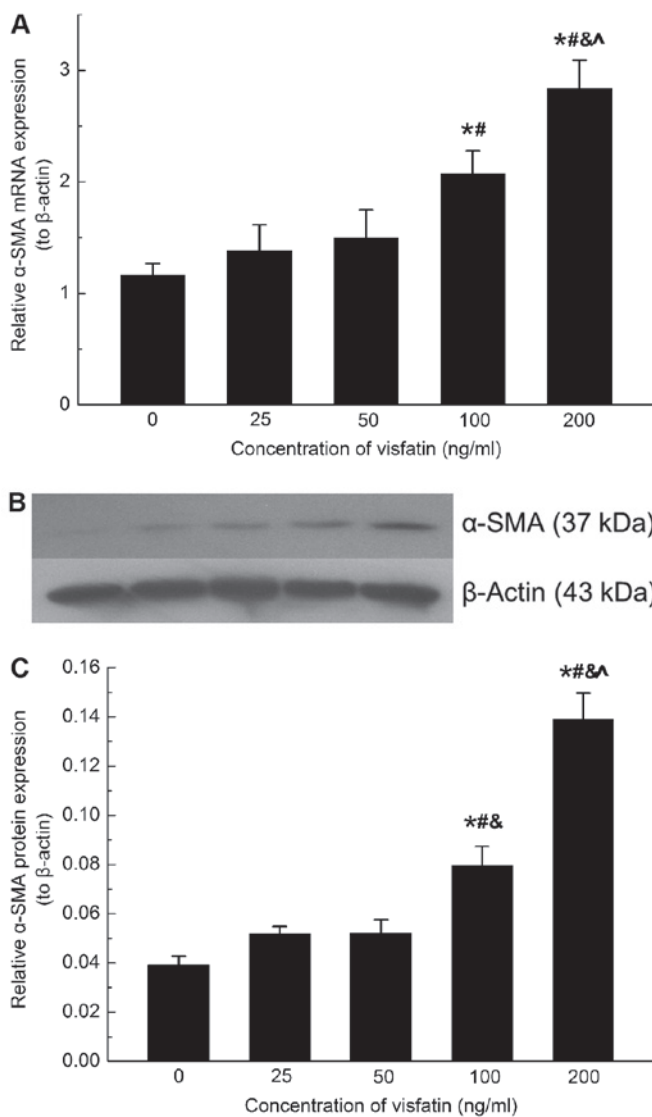 A
Relative α-SMA mRNA expression
(to β-actin)
3
2
1
0
*#
*#&^
0 25 50 100 200
Concentration of visfatin (ng/ml)
B
α-SMA (37 kDa)
β-Actin (43 kDa)
C
Relative α-SMA protein expression
(to β-actin)
0.16
0.14
0.12
0.10
0.08
0.06
0.04
0.02
0.00
*#&
*#&^
0 25 50 100 200
Concentration of visfatin (ng/ml)